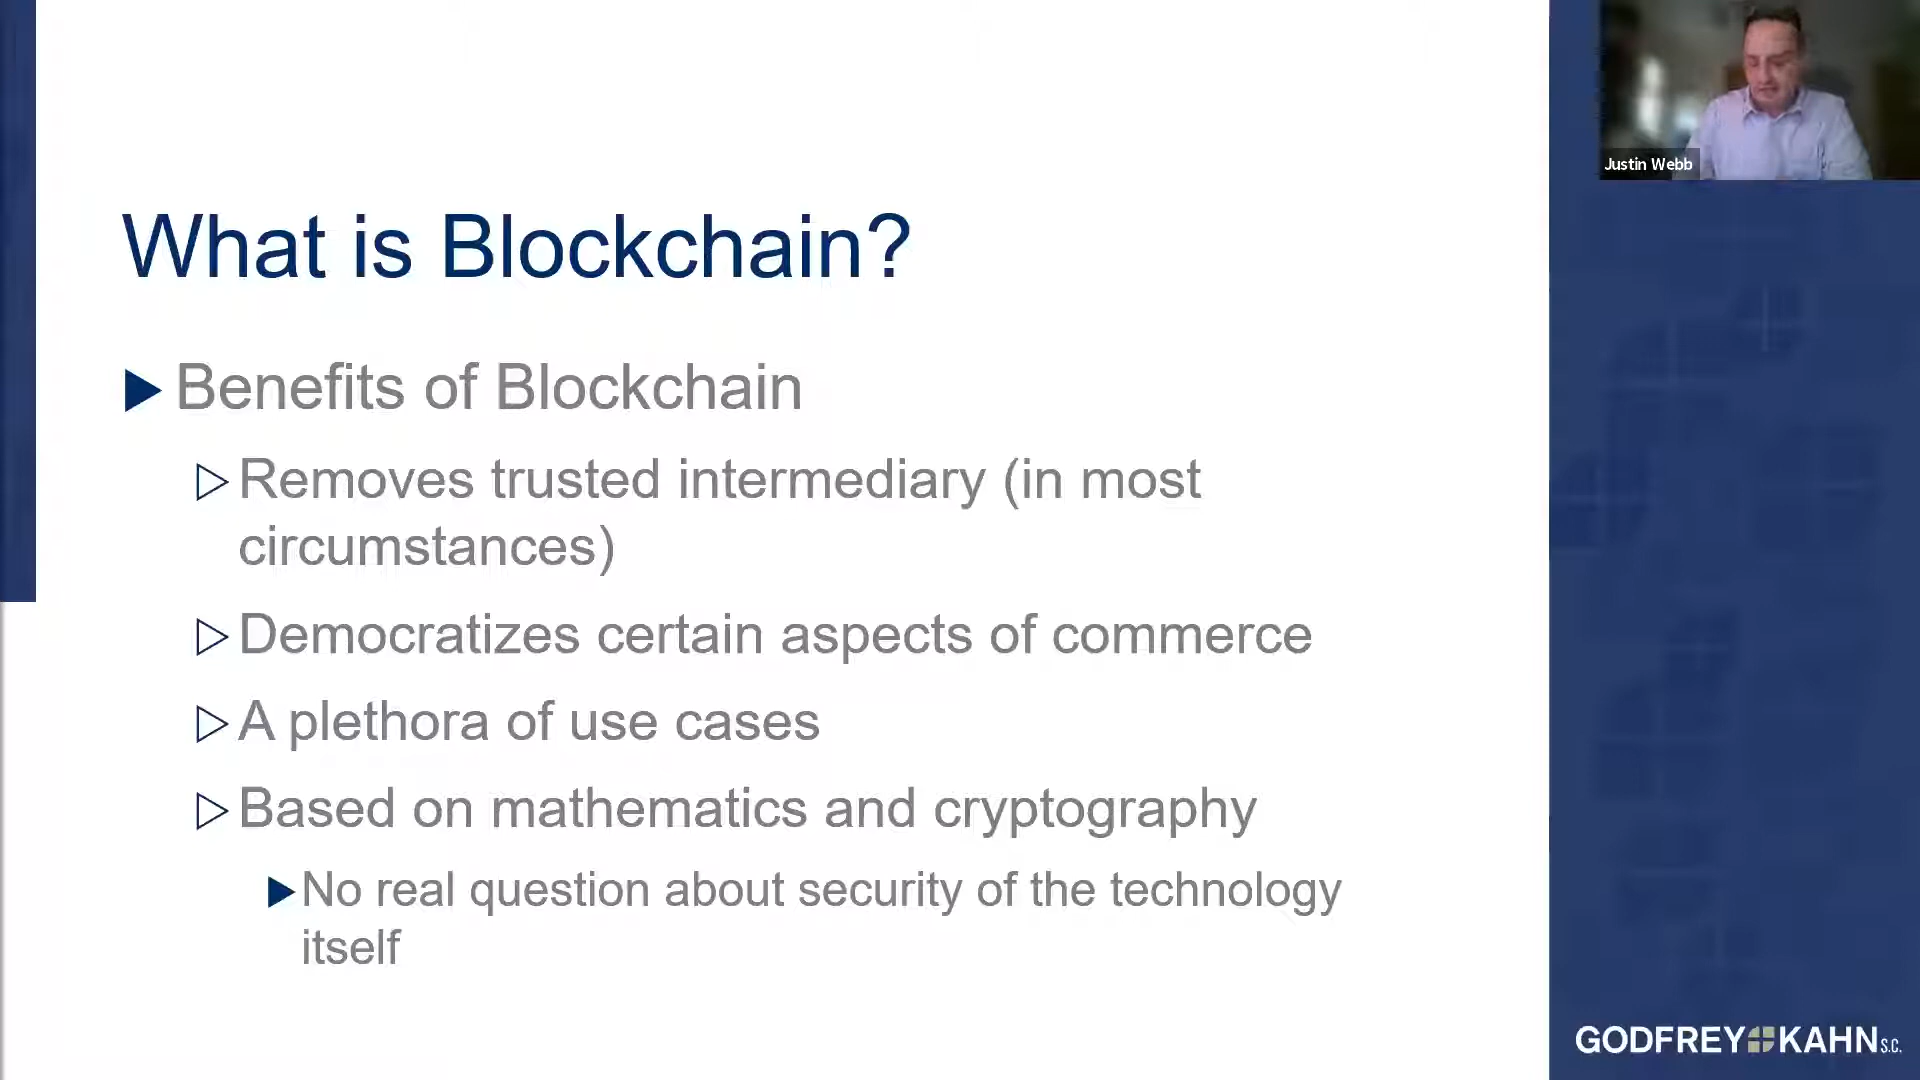 Justin Webb
What is Blockchain?
Benefits of Blockchain
Removes trusted intermediary (in most
circumstances)
Democratizes certain aspects of commerce
A plethora of use cases
Based on mathematics and cryptography
No real question about security of the technology
itself
GODFREY KAHN S.C.